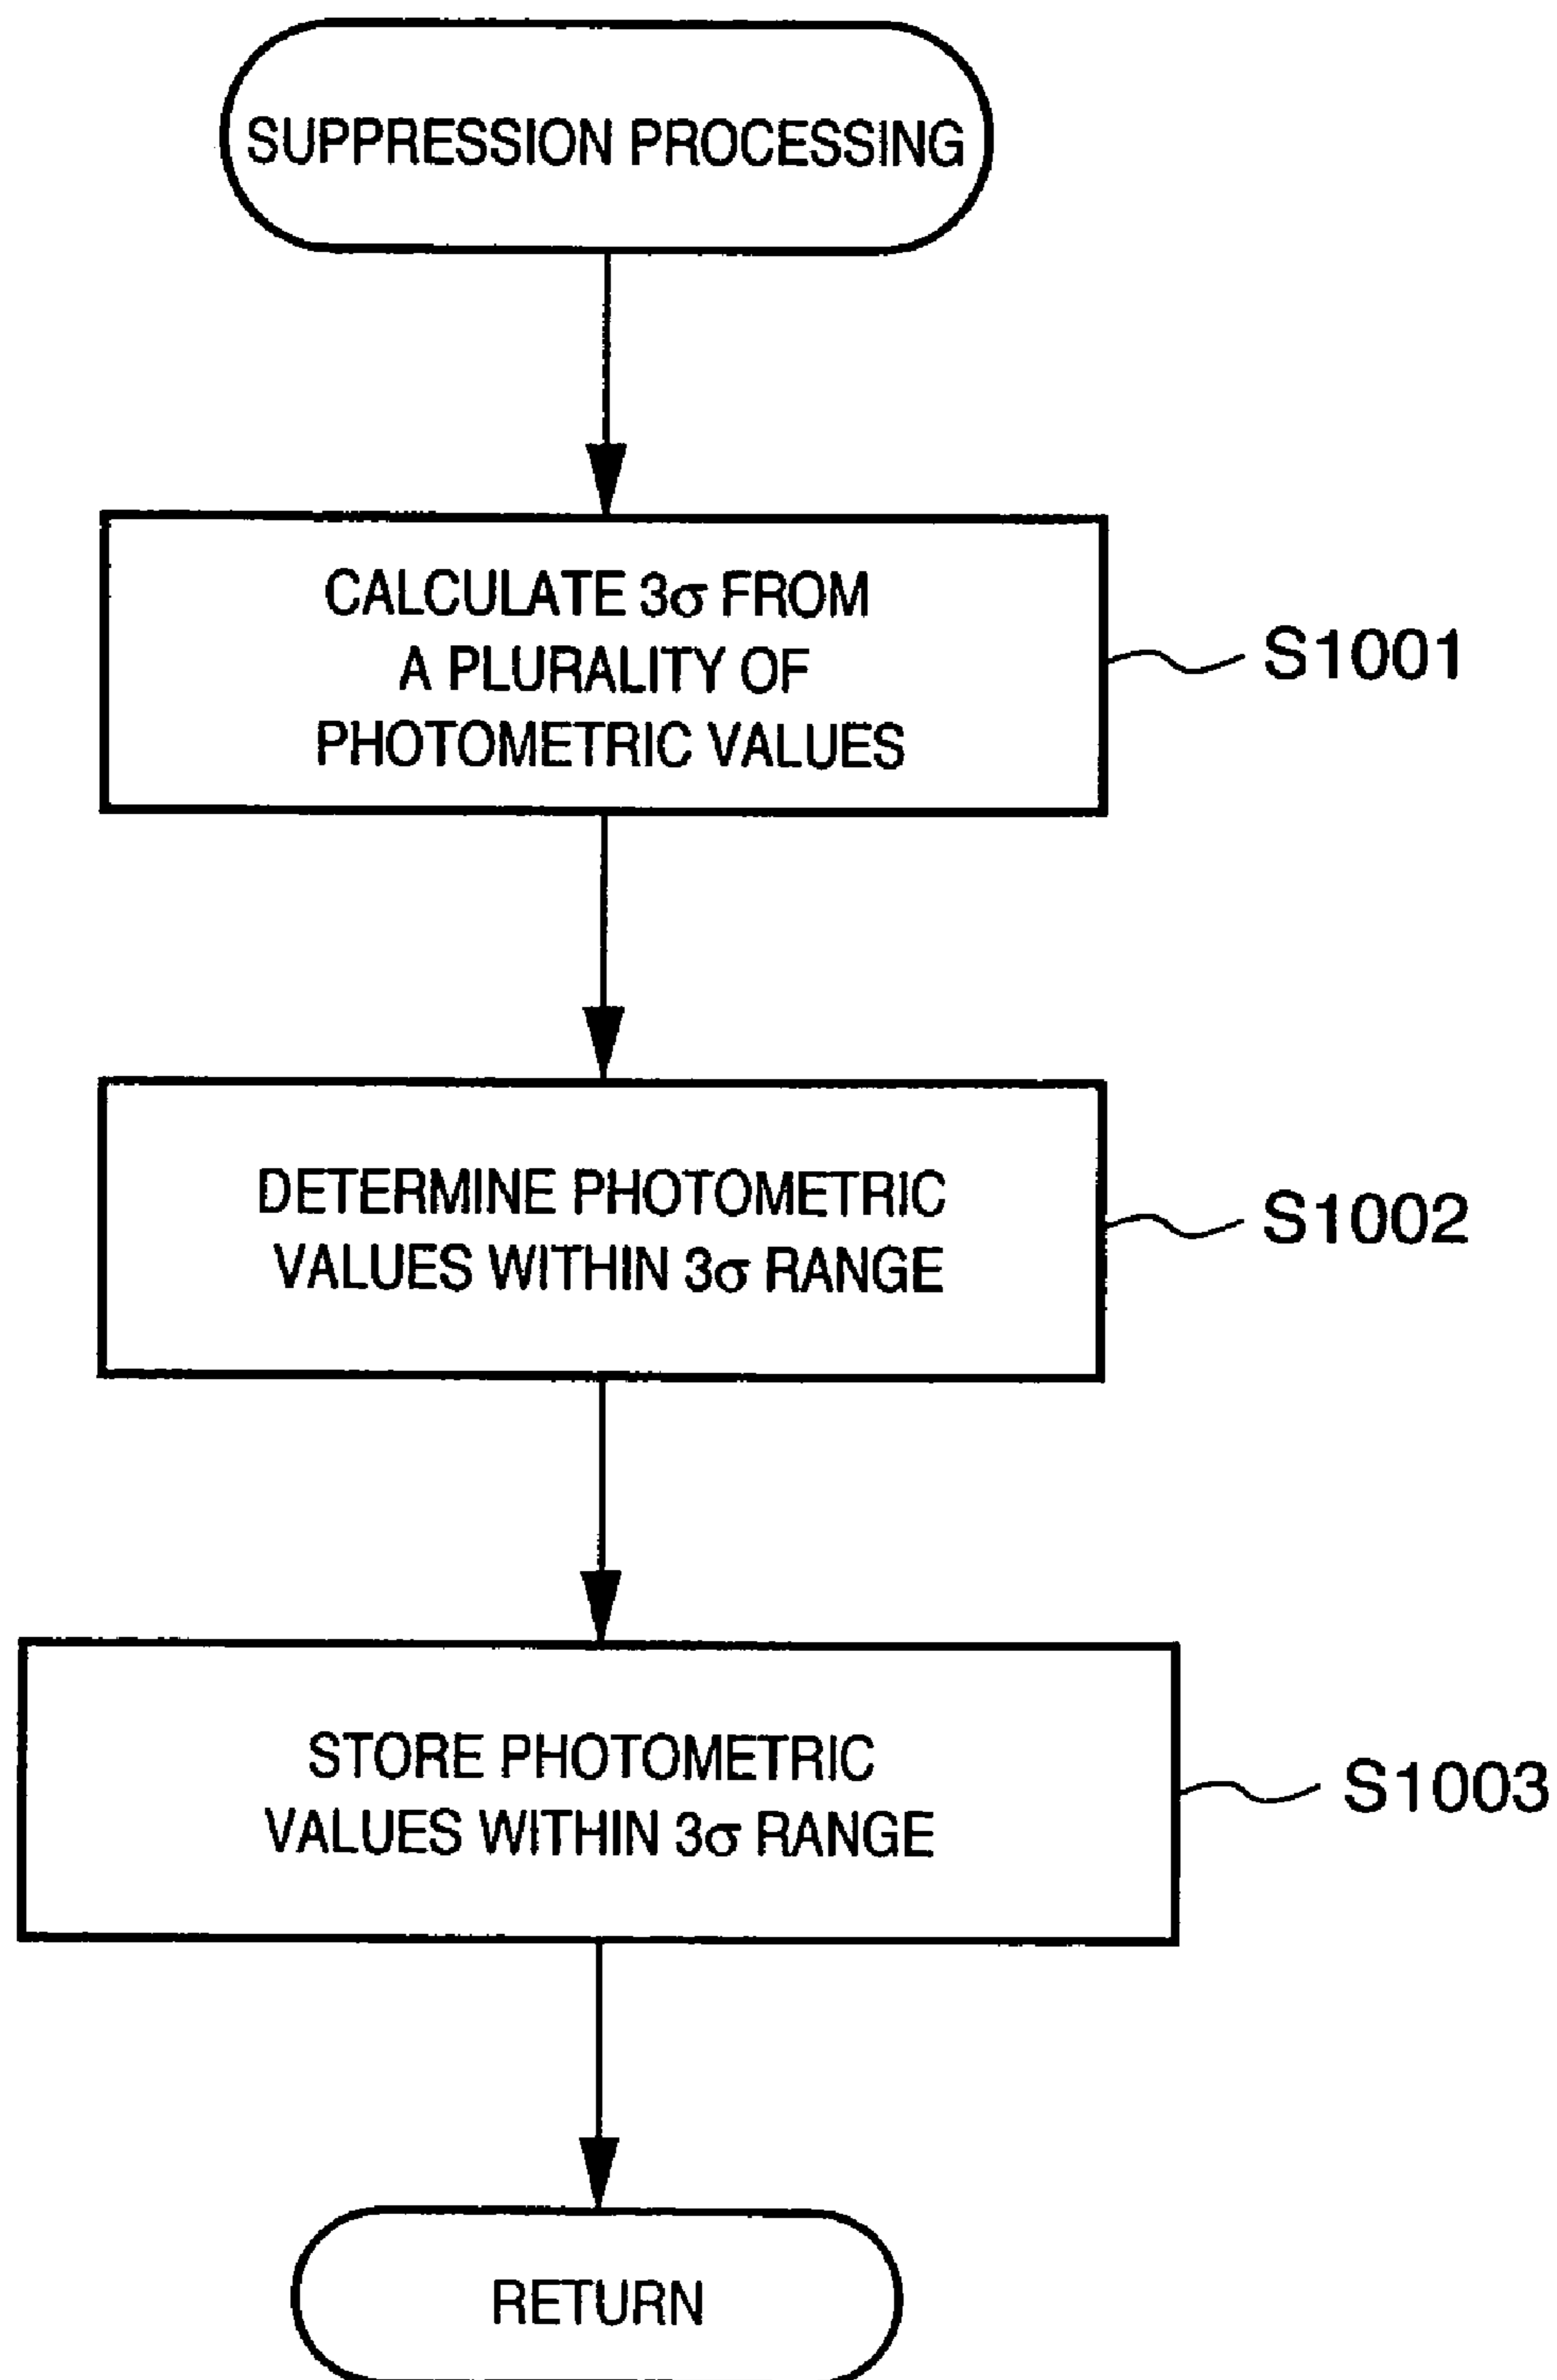 SUPPRESSION PROCESSING
CALCULATE 3σ FROM
A PLURALITY OF
PHOTOMETRIC VALUES
S1001
DETERMINE PHOTOMETRIC
VALUES WITHIN 3σ RANGE
S1002
STORE PHOTOMETRIC
VALUES WITHIN 3σ RANGE
S1003
RETURN